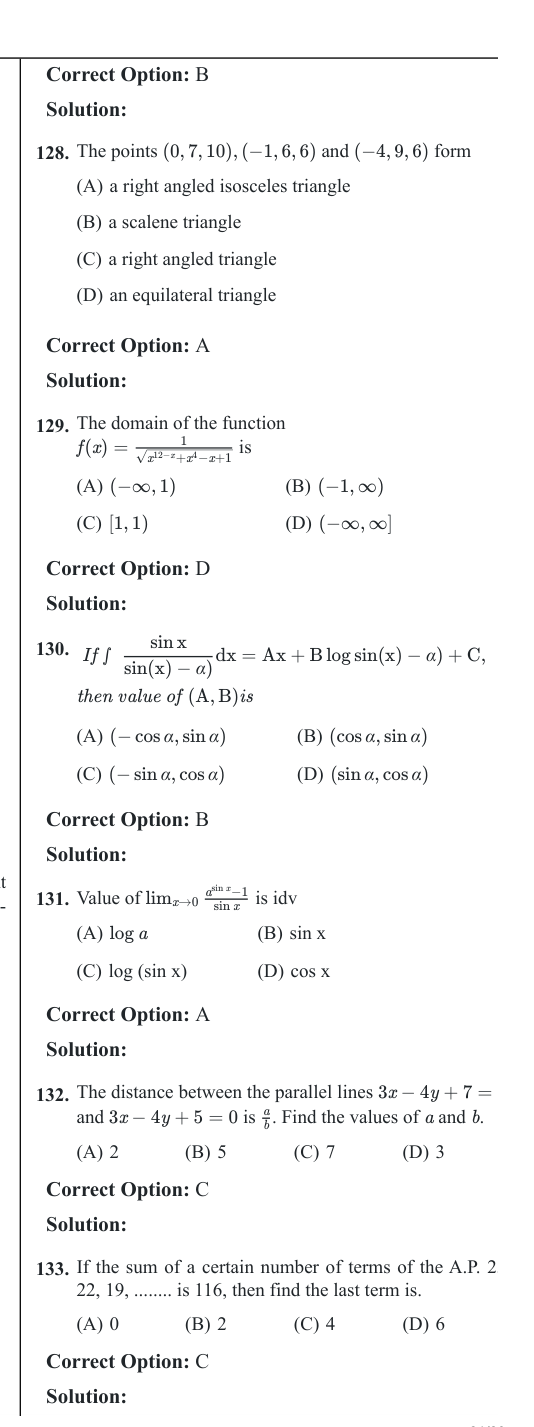 Correct Option: B
Solution:
128. The points (0, 7, 10), (−1, 6, 6) and (−4, 9, 6) form
(A) a right angled isosceles triangle
(B) a scalene triangle
(C) a right angled triangle
(D) an equilateral triangle
Correct Option: A
Solution:
129. The domain of the function
f(x) = \frac{1}{\sqrt{x^{12-x}+x^4-x+1}} is
(A) (−∞, 1) (B) (−1, ∞)
(C) [1, 1) (D) (−∞, ∞]
Correct Option: D
Solution:
130. If ∫ \frac{sin x}{sin(x) − α)}dx = Ax + B log sin(x) − α) + C,
then value of (A, B)is
(A) (− cos α, sin α) (B) (cos α, sin α)
(C) (− sin α, cos α) (D) (sin α, cos α)
Correct Option: B
Solution:
t
-
131. Value of lim_{x→0} \frac{a^{sin x}−1}{sin x} is idv
(A) log a (B) sin x
(C) log (sin x) (D) cos x
Correct Option: A
Solution:
132. The distance between the parallel lines 3x − 4y + 7 =
and 3x − 4y + 5 = 0 is \frac{a}{b}. Find the values of a and b.
(A) 2 (B) 5 (C) 7 (D) 3
Correct Option: C
Solution:
133. If the sum of a certain number of terms of the A.P. 2
22, 19, ........ is 116, then find the last term is.
(A) 0 (B) 2 (C) 4 (D) 6
Correct Option: C
Solution: